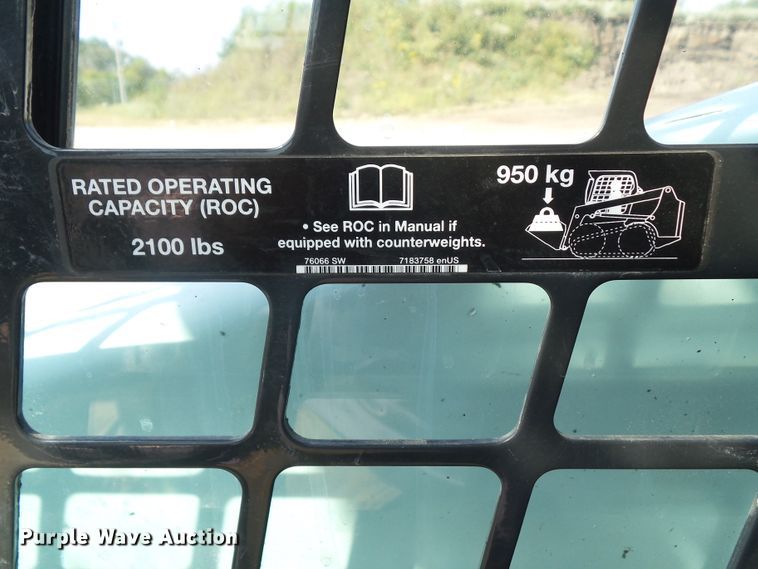 RATED OPERATING
CAPACITY (ROC)
2100 lbs
• See ROC in Manual if
equipped with counterweights.
76066 SW 7183758 enUS
950 kg
Purple Wave Auction